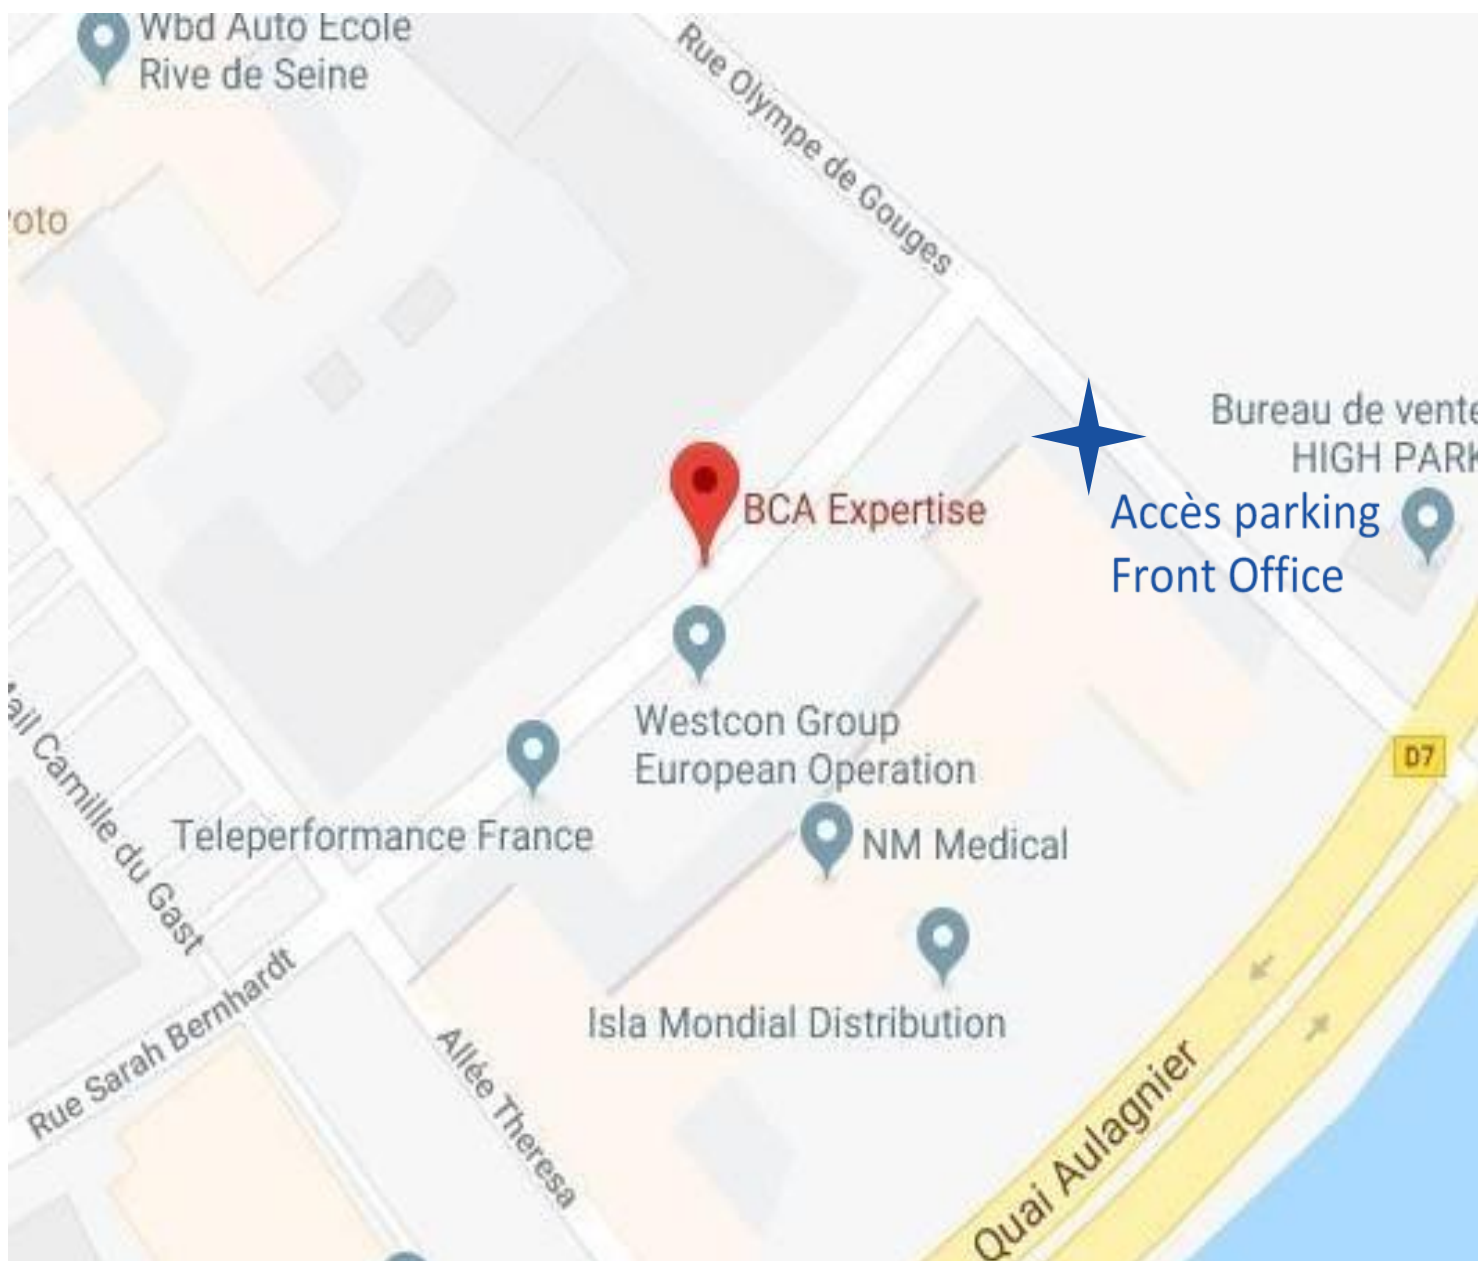 Wbd Auto Ecole
Rive de Seine
Rue Olympe de Gouges
oto
Bureau de vente
HIGH PARK
BCA Expertise
Accès parking
Front Office
Westcon Group
European Operation
D7
Teleperformance France
NM Medical
Mail Camille du Gast
Isla Mondial Distribution
Rue Sarah Bernhardt
Allée Theresa
Quai Aulagnier